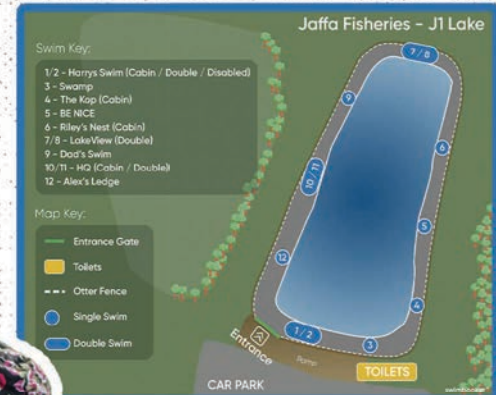 Jaffa Fisheries - J1 Lake
Swim Key:
1/2 - Harrys Swim (Cabin / Double / Disabled)
3 - Swamp
4 - The Kop (Cabin)
5 - BE NICE
6 - Riley's Nest (Cabin)
7/8 - LakeView (Double)
9 - Dad's Swim
10/11 - HQ (Cabin / Double)
12 - Alex's Ledge
Map Key:
Entrance Gate
Toilets
Otter Fence
Single Swim
Double Swim
7 / 8
9
6
10 / 11
5
12
4
1 / 2
3
Entrance
Ramp
TOILETS
CAR PARK